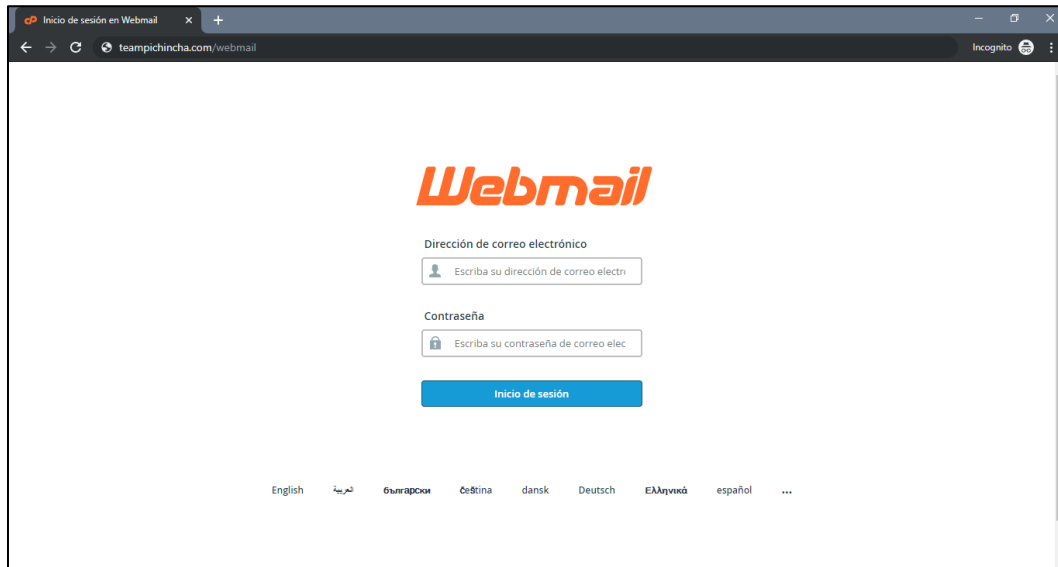 Inicio de sesión en Webmail
teampichincha.com/webmail Incognito
Webmail
Dirección de correo electrónico
Escriba su dirección de correo electr
Contraseña
Escriba su contraseña de correo elec
Inicio de sesión
English العربية български čeština dansk Deutsch Ελληνικά español ...